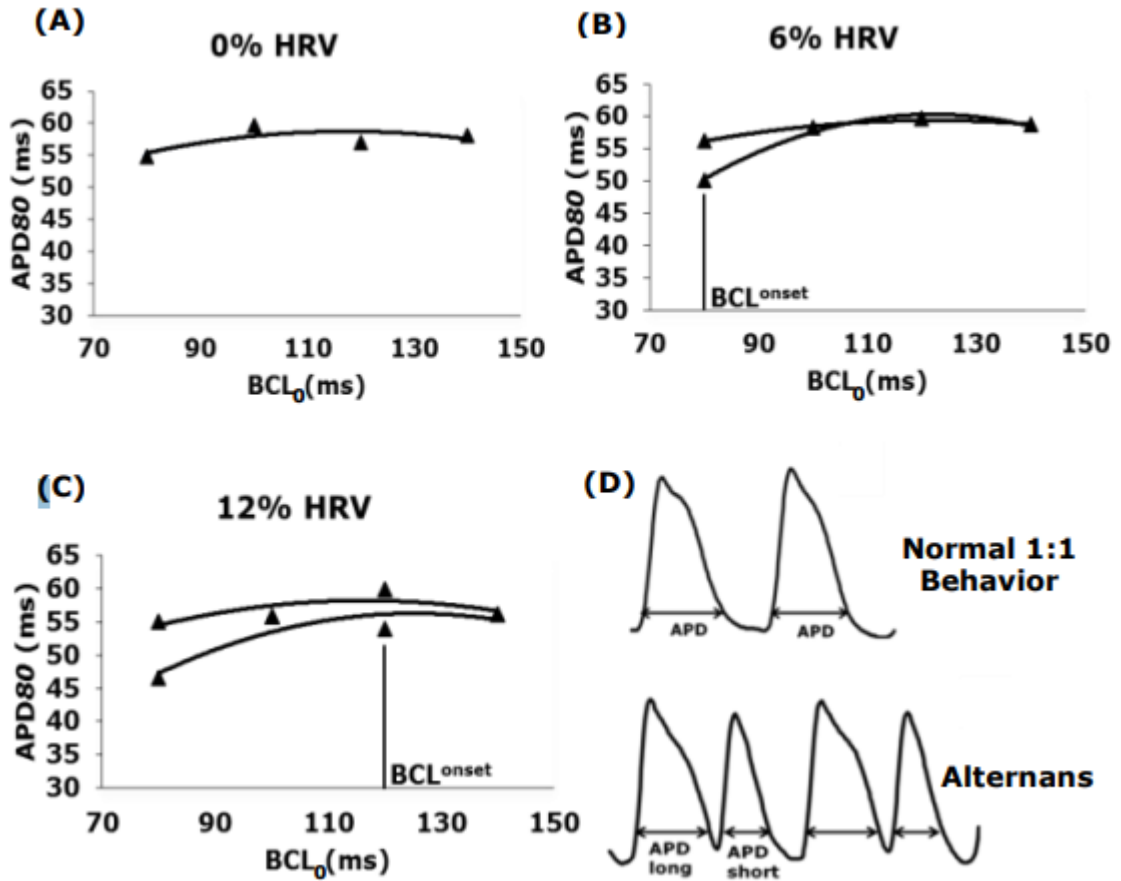 (A)
0% HRV
APD80 (ms)
65
60
55
50
45
40
35
30
70 90 110 130 150
BCL0(ms)
(B)
6% HRV
APD80 (ms)
65
60
55
50
45
40
35
30
BCLonset
70 90 110 130 150
BCL0(ms)
(C)
12% HRV
APD80 (ms)
65
60
55
50
45
40
35
30
BCLonset
70 90 110 130 150
BCL0(ms)
(D)
Normal 1:1
Behavior
APD APD
Alternans
APD APD
long short